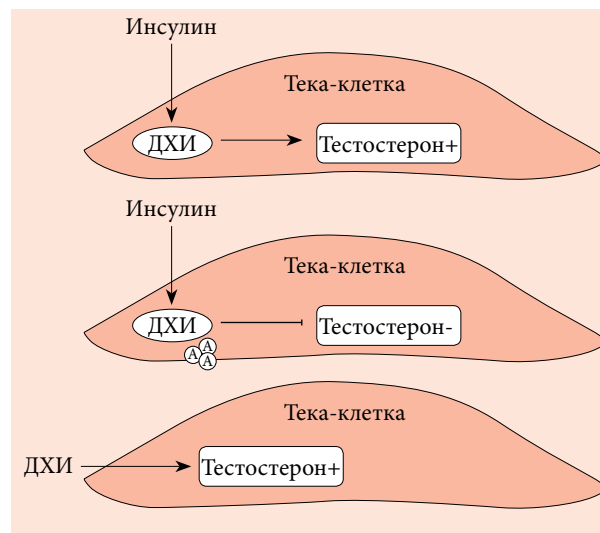 Инсулин
Тека-клетка
ДХИ
Тестостерон+
Инсулин
Тека-клетка
ДХИ
Тестостерон-
А
А
А
Тека-клетка
ДХИ
Тестостерон+